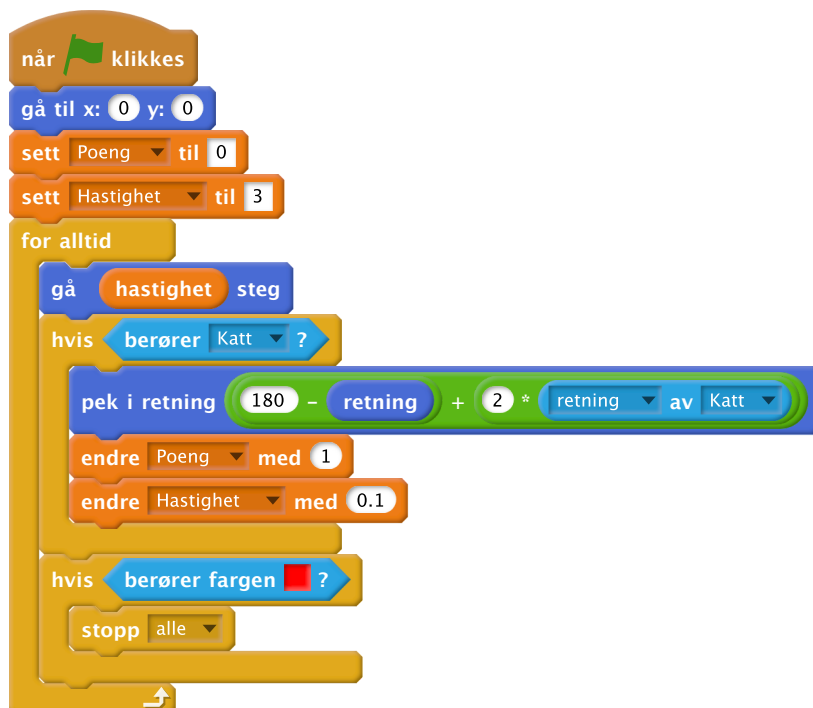 når klikkes
gå til x: 0 y: 0
sett Poeng til 0
sett Hastighet til 3
for alltid
gå hastighet steg
hvis berører Katt ?
pek i retning 180 - retning + 2 * retning av Katt
endre Poeng med 1
endre Hastighet med 0.1
hvis berører fargen ?
stopp alle